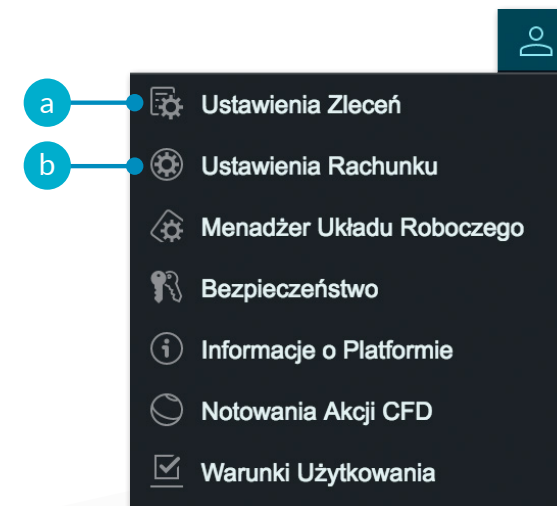 a Ustawienia Zleceń
b Ustawienia Rachunku
Menadżer Układu Roboczego
Bezpieczeństwo
Informacje o Platformie
Notowania Akcji CFD
Warunki Użytkowania